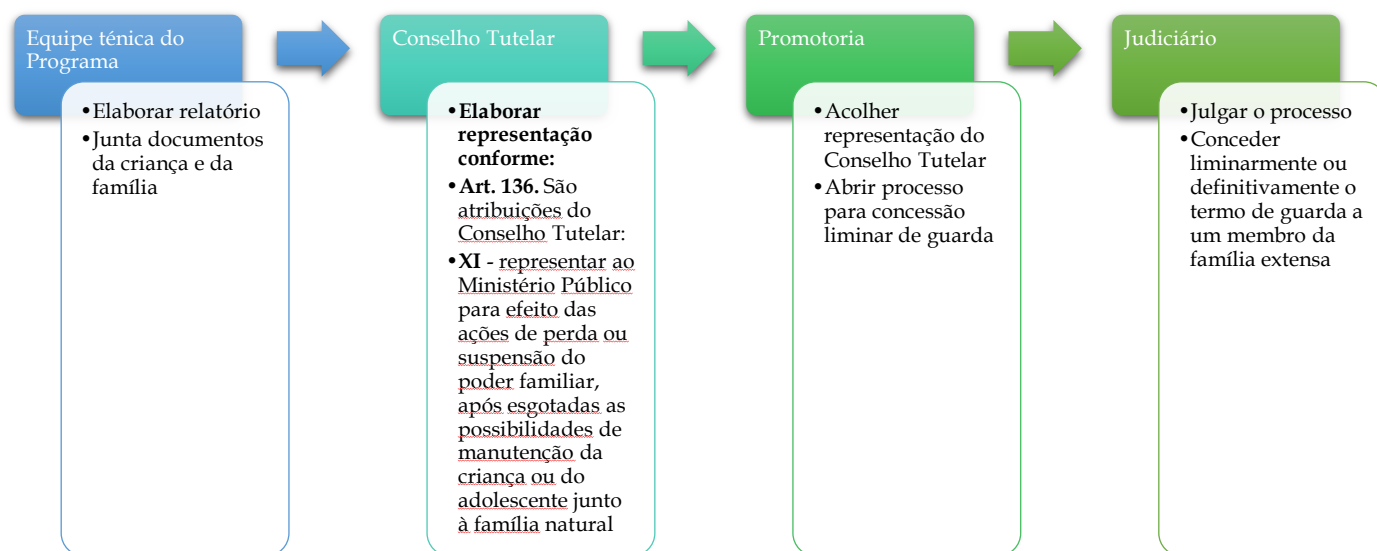 Equipe ténica do
Programa
•Elaborar relatório
•Junta documentos
da criança e da
família
Conselho Tutelar
•Elaborar
representação
conforme:
•Art. 136. São
atribuições do
Conselho Tutelar:
•XI - representar ao
Ministério Público
para efeito das
ações de perda ou
suspensão do
poder familiar,
após esgotadas as
possibilidades de
manutenção da
criança ou do
adolescente junto
à família natural
Promotoria
•Acolher
representação do
Conselho Tutelar
•Abrir processo
para concessão
liminar de guarda
Judiciário
•Julgar o processo
•Conceder
liminarmente ou
definitivamente o
termo de guarda a
um membro da
família extensa